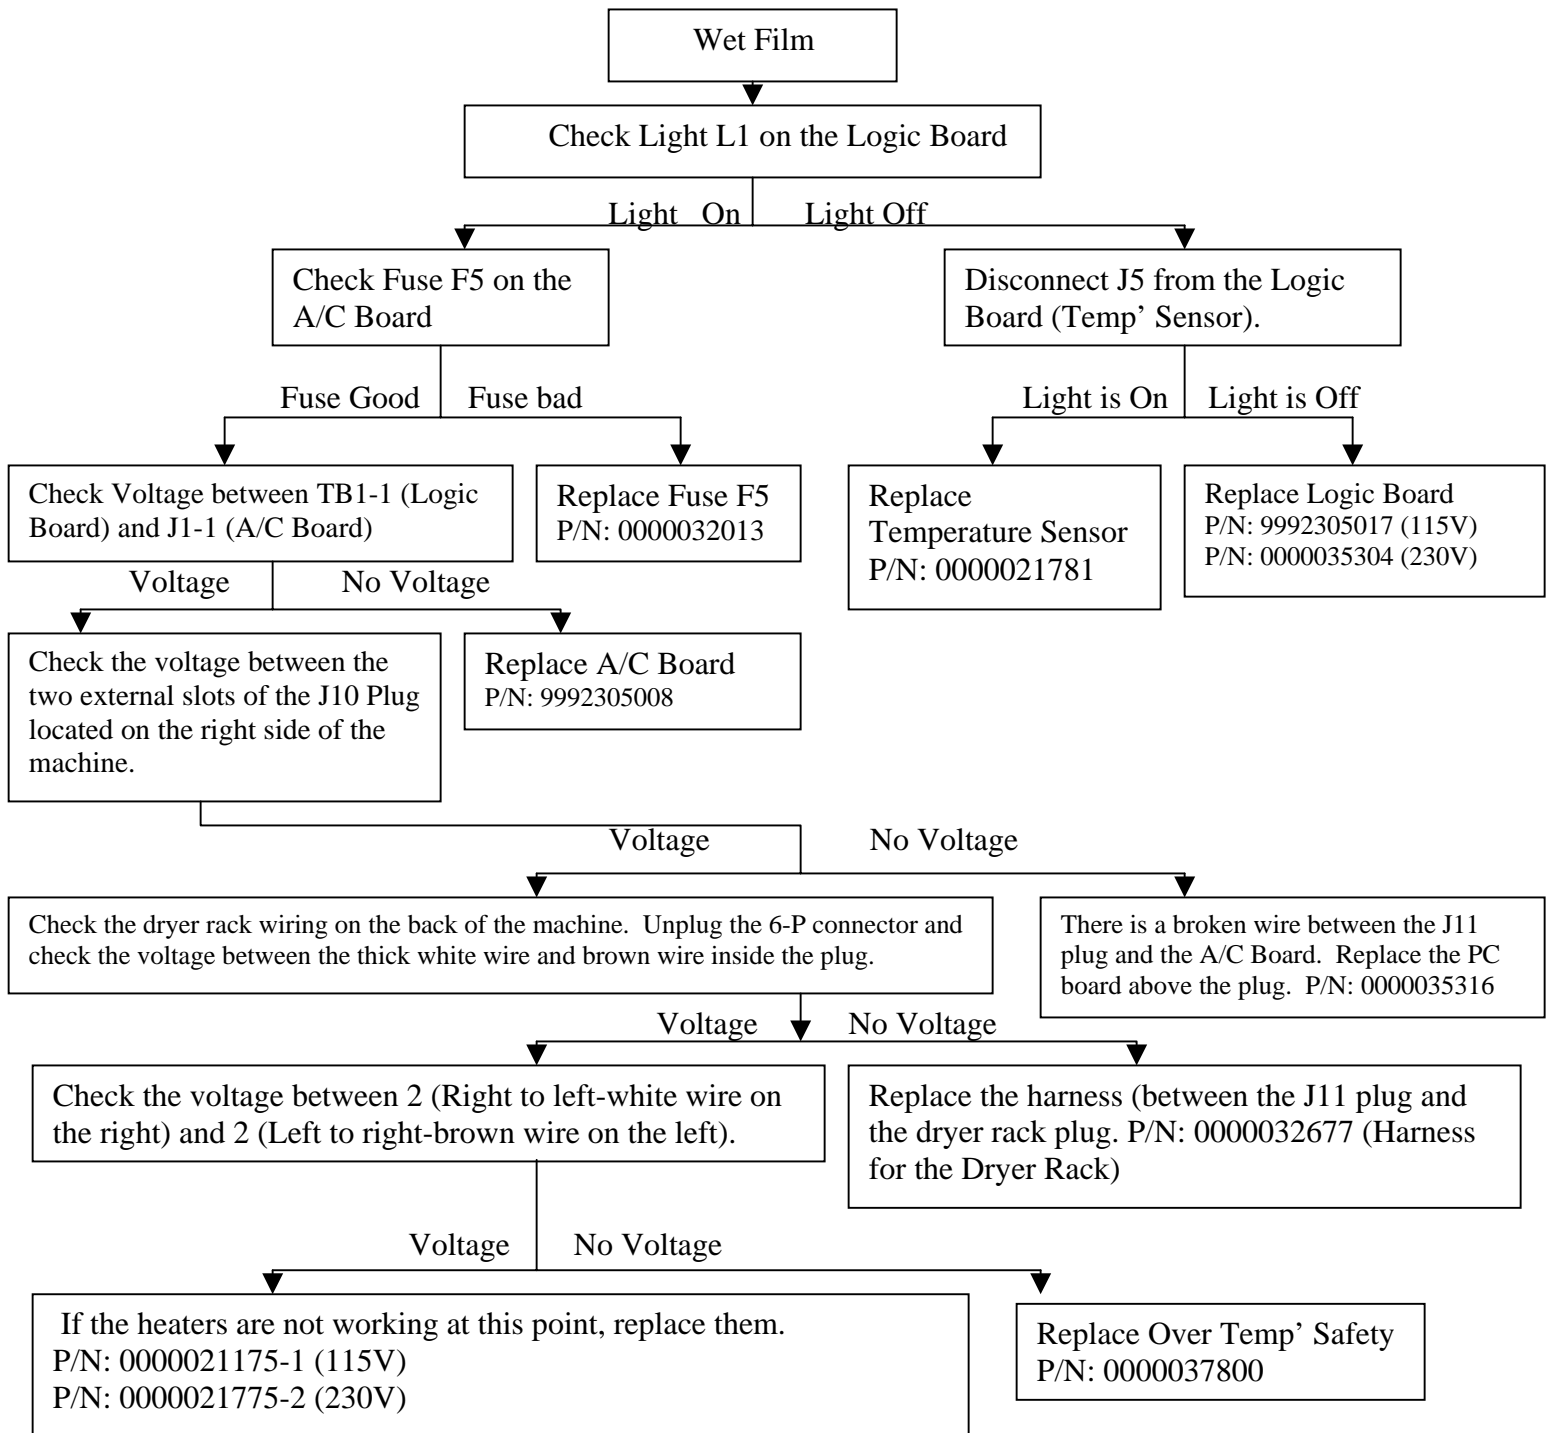 Wet Film
Check Light L1 on the Logic Board
Light On
Light Off
Check Fuse F5 on the
A/C Board
Disconnect J5 from the Logic
Board (Temp’ Sensor).
Fuse Good
Fuse bad
Light is On
Light is Off
Check Voltage between TB1-1 (Logic
Board) and J1-1 (A/C Board)
Replace Fuse F5
P/N: 0000032013
Replace
Temperature Sensor
P/N: 0000021781
Replace Logic Board
P/N: 9992305017 (115V)
P/N: 0000035304 (230V)
Voltage
No Voltage
Check the voltage between the
two external slots of the J10 Plug
located on the right side of the
machine.
Replace A/C Board
P/N: 9992305008
Voltage
No Voltage
Check the dryer rack wiring on the back of the machine. Unplug the 6-P connector and
check the voltage between the thick white wire and brown wire inside the plug.
There is a broken wire between the J11
plug and the A/C Board. Replace the PC
board above the plug. P/N: 0000035316
Voltage
No Voltage
Check the voltage between 2 (Right to left-white wire on
the right) and 2 (Left to right-brown wire on the left).
Replace the harness (between the J11 plug and
the dryer rack plug. P/N: 0000032677 (Harness
for the Dryer Rack)
Voltage
No Voltage
If the heaters are not working at this point, replace them.
P/N: 0000021175-1 (115V)
P/N: 0000021775-2 (230V)
Replace Over Temp’ Safety
P/N: 0000037800